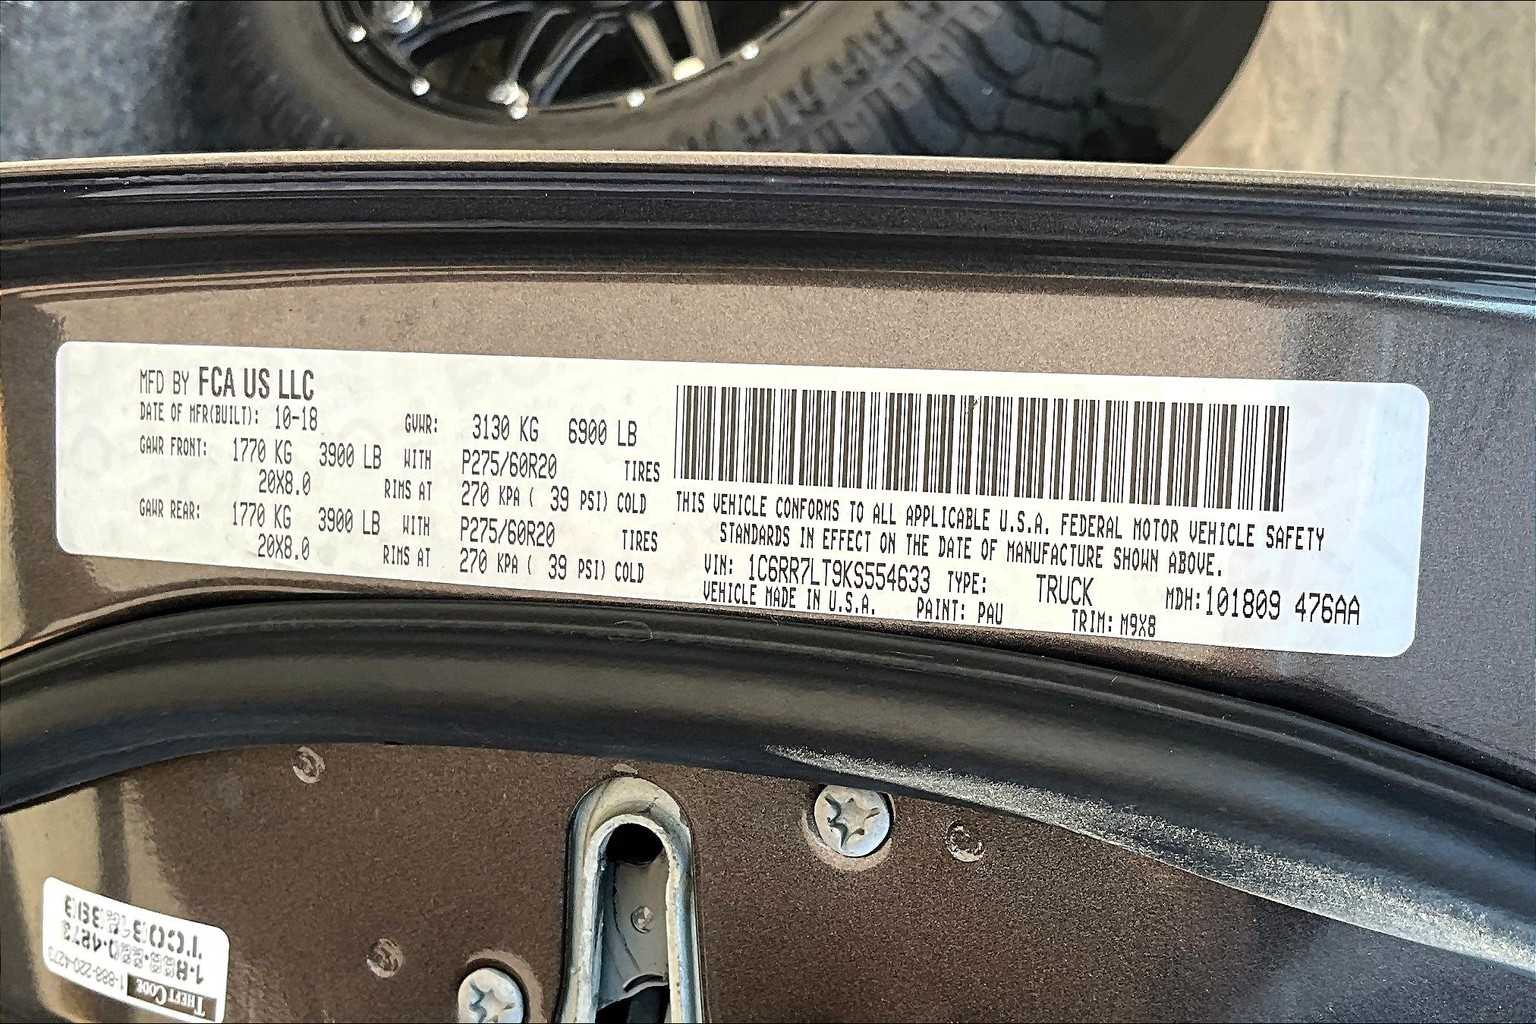 MFD BY FCA US LLC
DATE OF MFR(BUILT): 10-18 GVWR: 3130 KG 6900 LB
GAWR FRONT: 1770 KG 3900 LB WITH P275/60R20 TIRES
20X8.0 RIMS AT 270 KPA ( 39 PSI) COLD
GAWR REAR: 1770 KG 3900 LB WITH P275/60R20 TIRES
20X8.0 RIMS AT 270 KPA ( 39 PSI) COLD
THIS VEHICLE CONFORMS TO ALL APPLICABLE U.S.A. FEDERAL MOTOR VEHICLE SAFETY
STANDARDS IN EFFECT ON THE DATE OF MANUFACTURE SHOWN ABOVE.
VIN: 1C6RR7LT9KS554633 TYPE: TRUCK MDH:101809 476AA
VEHICLE MADE IN U.S.A. PAINT: PAU TRIM: M9X8
THEFT CODE
1-888-220-4273